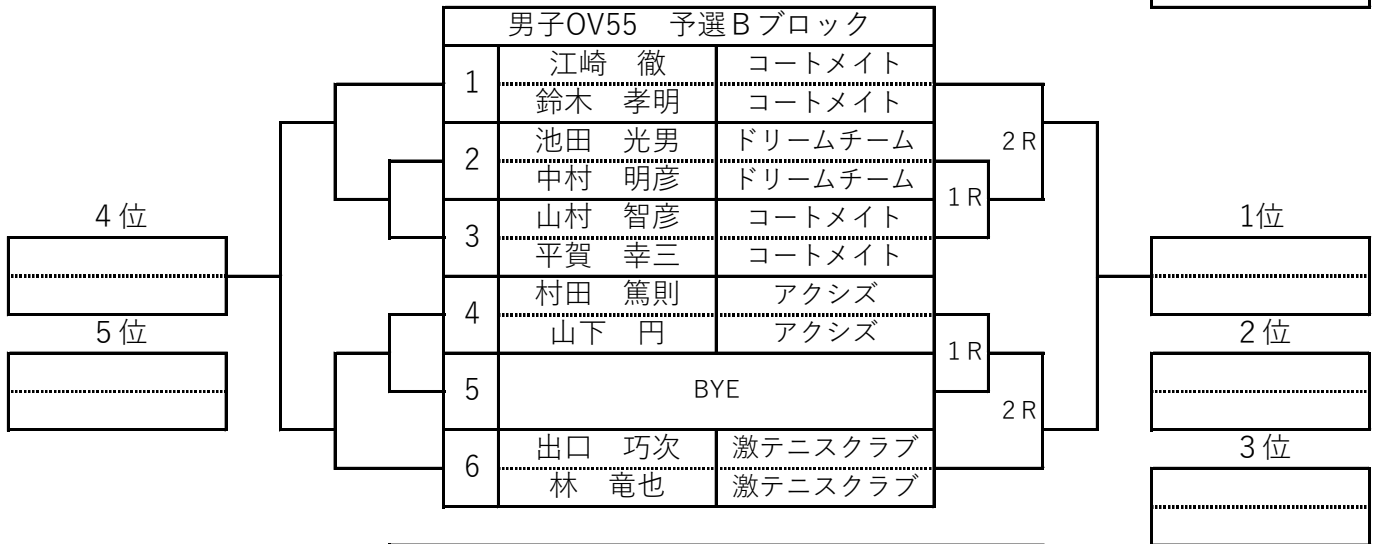 男子OV55　予選Ｂブロック
1
江崎　徹　コートメイト
鈴木　孝明　コートメイト
2
池田　光男　ドリームチーム
中村　明彦　ドリームチーム
3
山村　智彦　コートメイト
平賀　幸三　コートメイト
4
村田　篤則　アクシズ
山下　円　アクシズ
5
BYE
6
出口　巧次　激テニスクラブ
林　竜也　激テニスクラブ
２Ｒ
１Ｒ
１Ｒ
２Ｒ
４位
５位
1位
２位
３位